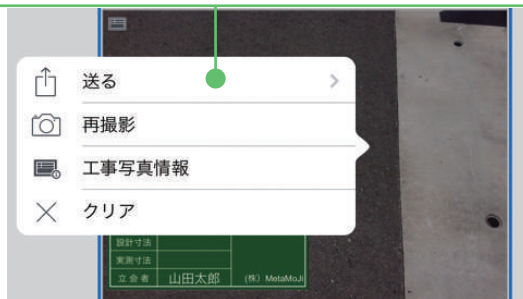 送る
再撮影
工事写真情報
クリア
設計寸法
実測寸法
立会者 山田太郎 (株) MetaMoJi